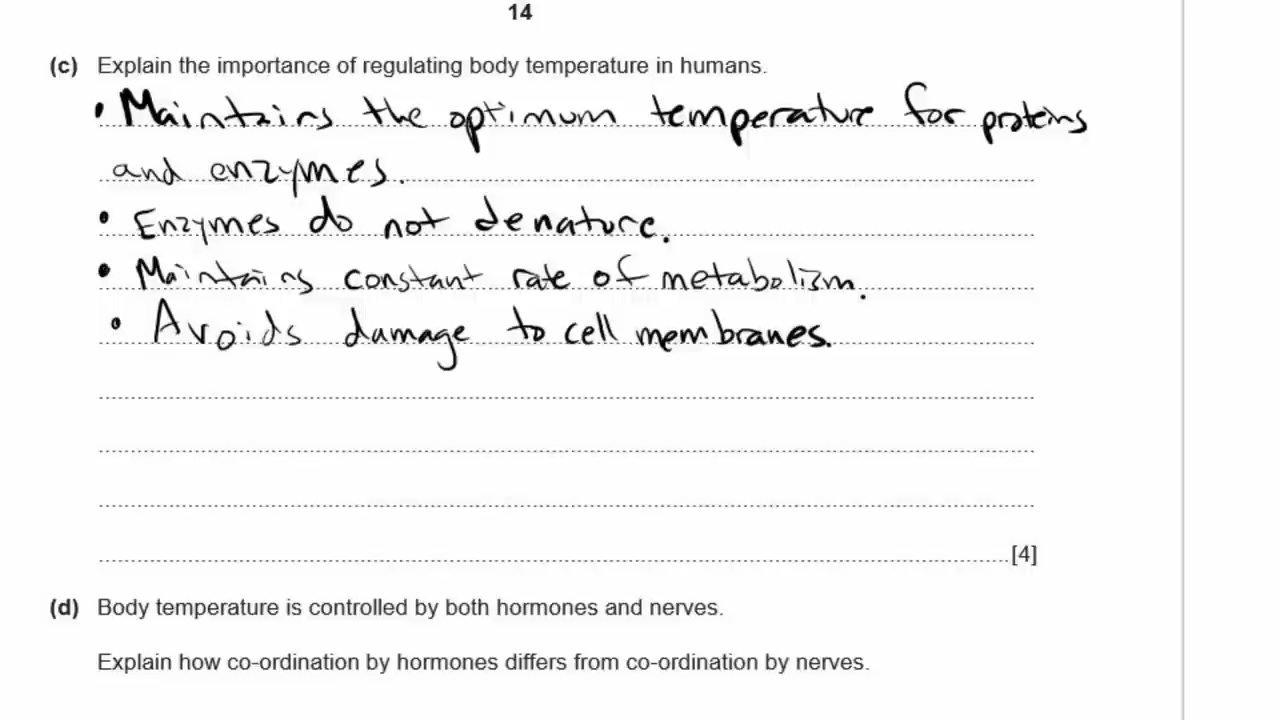 14
(c) Explain the importance of regulating body temperature in humans.
• Maintains the optimum temperature for proteins
and enzymes.
• Enzymes do not denature.
• Maintains constant rate of metabolism.
• Avoids damage to cell membranes.
[4]
(d) Body temperature is controlled by both hormones and nerves.
Explain how co-ordination by hormones differs from co-ordination by nerves.